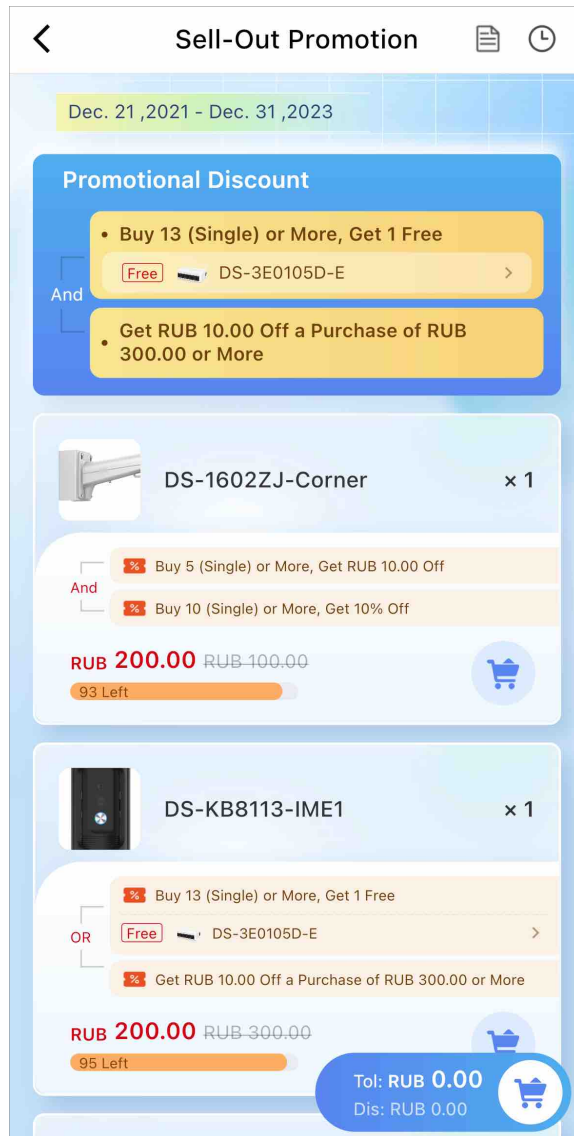 Sell-Out Promotion
Dec. 21 ,2021 - Dec. 31 ,2023
Promotional Discount
And
• Buy 13 (Single) or More, Get 1 Free
Free DS-3E0105D-E
• Get RUB 10.00 Off a Purchase of RUB
300.00 or More
DS-1602ZJ-Corner × 1
And
% Buy 5 (Single) or More, Get RUB 10.00 Off
% Buy 10 (Single) or More, Get 10% Off
RUB 200.00 RUB 100.00
93 Left
DS-KB8113-IME1 × 1
OR
% Buy 13 (Single) or More, Get 1 Free
Free DS-3E0105D-E
% Get RUB 10.00 Off a Purchase of RUB 300.00 or More
RUB 200.00 RUB 300.00
95 Left
Tol: RUB 0.00
Dis: RUB 0.00